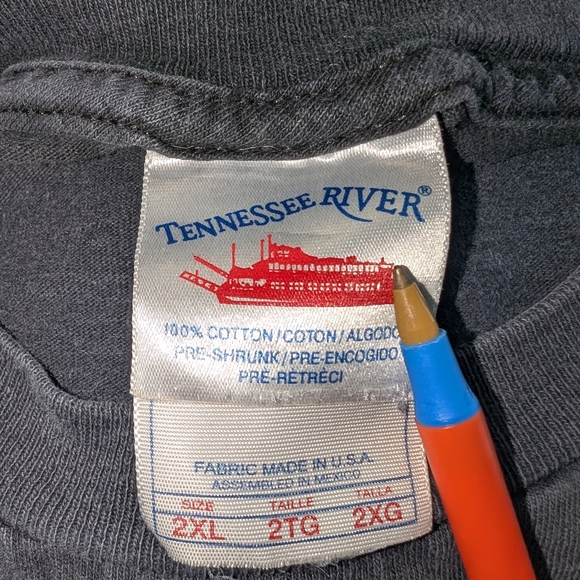 TENNESSEE RIVER®
100% COTTON/COTON/ALGODO
PRE-SHRUNK/PRE-ENCOGIDO
PRE-RETRÉCI
FABRIC MADE IN U.S.A.
ASSEMBLED IN MEXICO
SIZE TAILLE TALLA
2XL 2TG 2XG